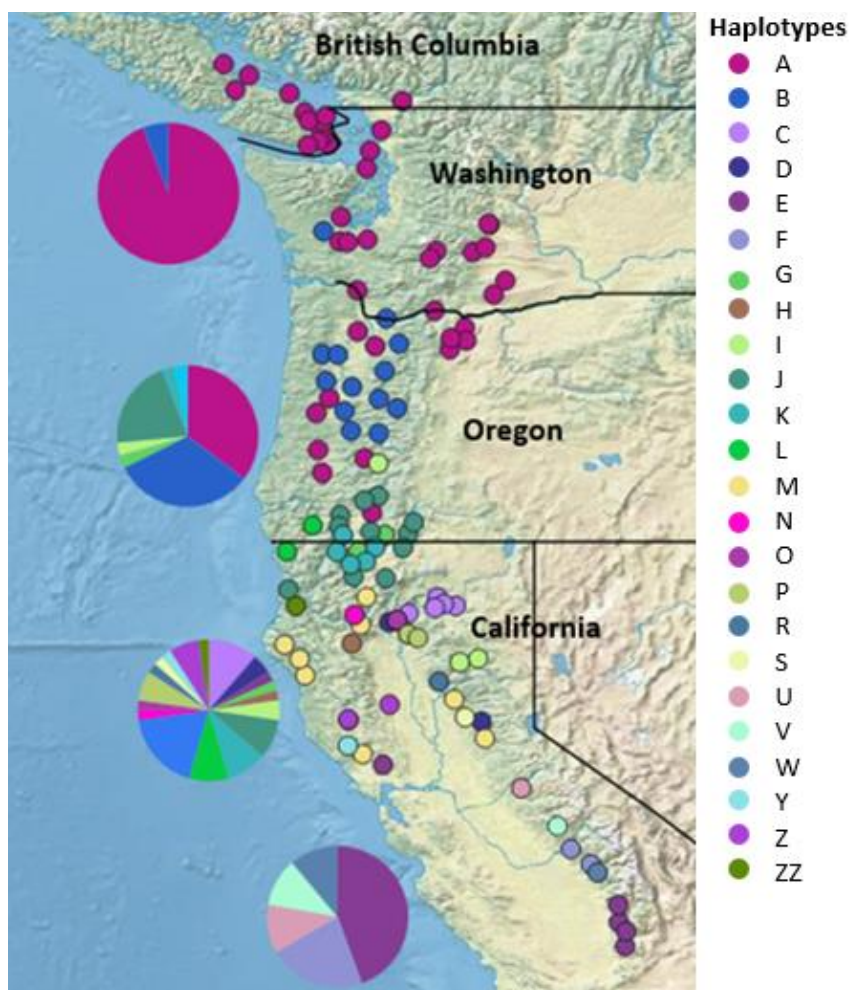 British Columbia
Washington
Oregon
California
Haplotypes
A
B
C
D
E
F
G
H
I
J
K
L
M
N
O
P
R
S
U
V
W
Y
Z
ZZ